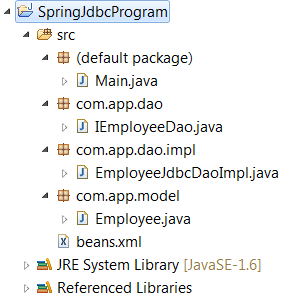 SpringJdbcProgram
src
(default package)
Main.java
com.app.dao
IEmployeeDao.java
com.app.dao.impl
EmployeeJdbcDaoImpl.java
com.app.model
Employee.java
beans.xml
JRE System Library [JavaSE-1.6]
Referenced Libraries